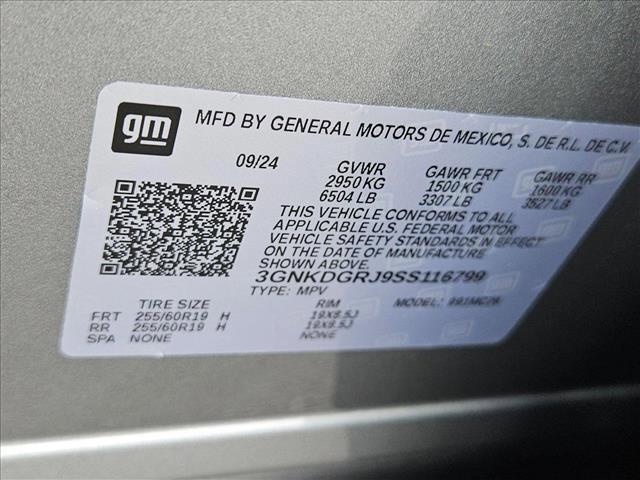 gm MFD BY GENERAL MOTORS DE MEXICO, S. DE R.L. DE C.V.
09/24 GVWR GAWR FRT GAWR RR
2950 KG 1500 KG 1600 KG
6504 LB 3307 LB 3527 LB
THIS VEHICLE CONFORMS TO ALL
APPLICABLE U.S. FEDERAL MOTOR
VEHICLE SAFETY STANDARDS IN EFFECT
ON THE DATE OF MANUFACTURE
SHOWN ABOVE.
3GNKDGRJ9SS116799
TYPE: MPV MODEL:
TIRE SIZE RIM
FRT 255/60R19 H 19X8.5J
RR 255/60R19 H 19X8.5J
SPA NONE NONE